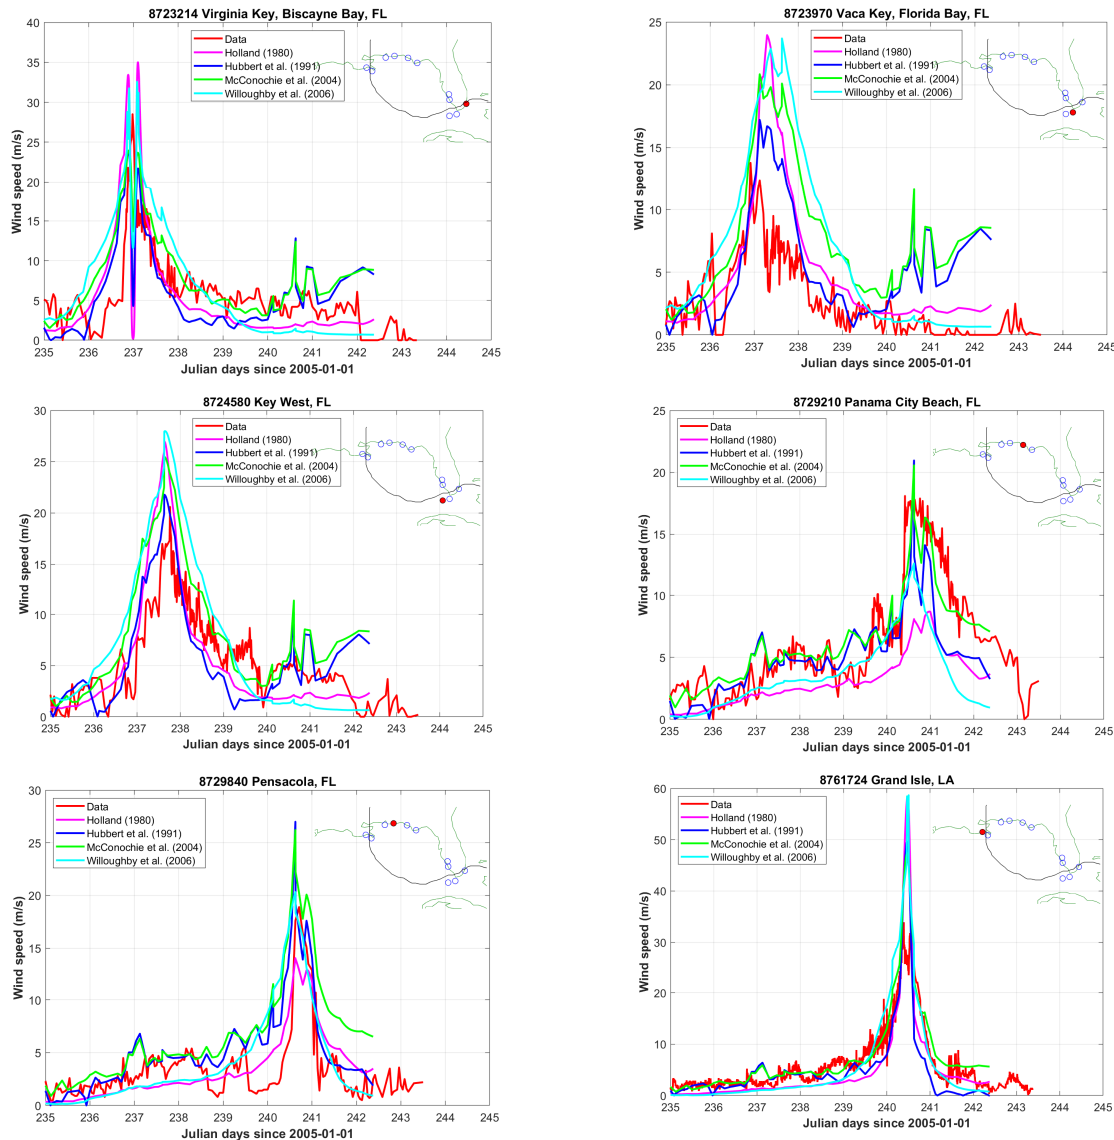 8723214 Virginia Key, Biscayne Bay, FL
40
35
30
25
20
15
10
5
0
Wind speed (m/s)
Data
Holland (1980)
Hubbert et al. (1991)
McConochie et al. (2004)
Willoughby et al. (2006)
235 236 237 238 239 240 241 242 243 244 245
Julian days since 2005-01-01
8723970 Vaca Key, Florida Bay, FL
25
20
15
10
5
0
Wind speed (m/s)
Data
Holland (1980)
Hubbert et al. (1991)
McConochie et al. (2004)
Willoughby et al. (2006)
235 236 237 238 239 240 241 242 243 244 245
Julian days since 2005-01-01
8724580 Key West, FL
30
25
20
15
10
5
0
Wind speed (m/s)
Data
Holland (1980)
Hubbert et al. (1991)
McConochie et al. (2004)
Willoughby et al. (2006)
235 236 237 238 239 240 241 242 243 244 245
Julian days since 2005-01-01
8729210 Panama City Beach, FL
25
20
15
10
5
0
Wind speed (m/s)
Data
Holland (1980)
Hubbert et al. (1991)
McConochie et al. (2004)
Willoughby et al. (2006)
235 236 237 238 239 240 241 242 243 244 245
Julian days since 2005-01-01
8729840 Pensacola, FL
30
25
20
15
10
5
0
Wind speed (m/s)
Data
Holland (1980)
Hubbert et al. (1991)
McConochie et al. (2004)
Willoughby et al. (2006)
235 236 237 238 239 240 241 242 243 244 245
Julian days since 2005-01-01
8761724 Grand Isle, LA
60
50
40
30
20
10
0
Wind speed (m/s)
Data
Holland (1980)
Hubbert et al. (1991)
McConochie et al. (2004)
Willoughby et al. (2006)
235 236 237 238 239 240 241 242 243 244 245
Julian days since 2005-01-01